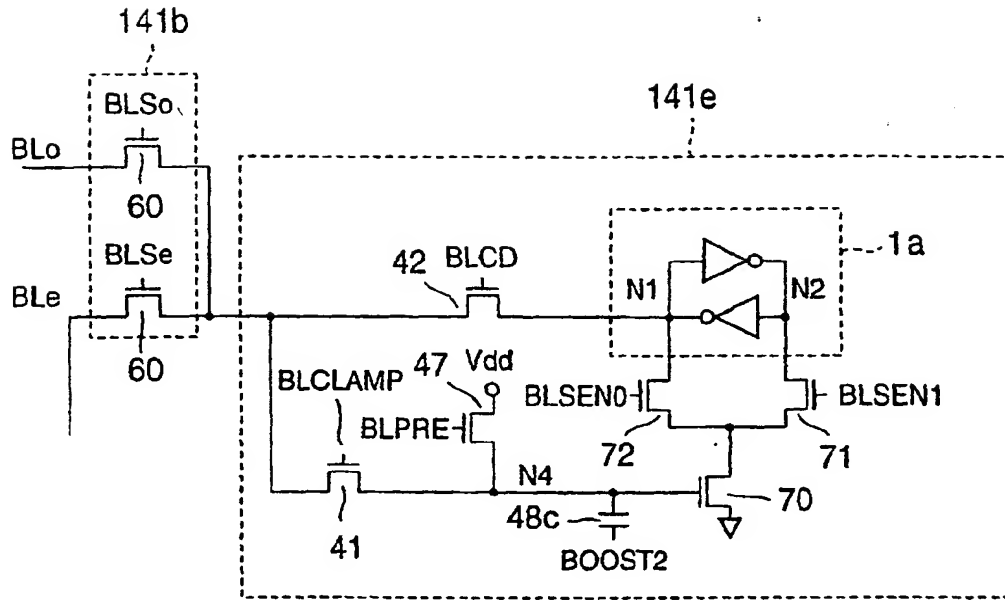 141b
BLSo
141e
BLo
60
1a
BLSe
42
BLCD
N1
N2
BLe
60
Vdd
BLCLAMP
47
BLSEN0
BLSEN1
BLPRE
72
71
N4
41
48c
70
BOOST2